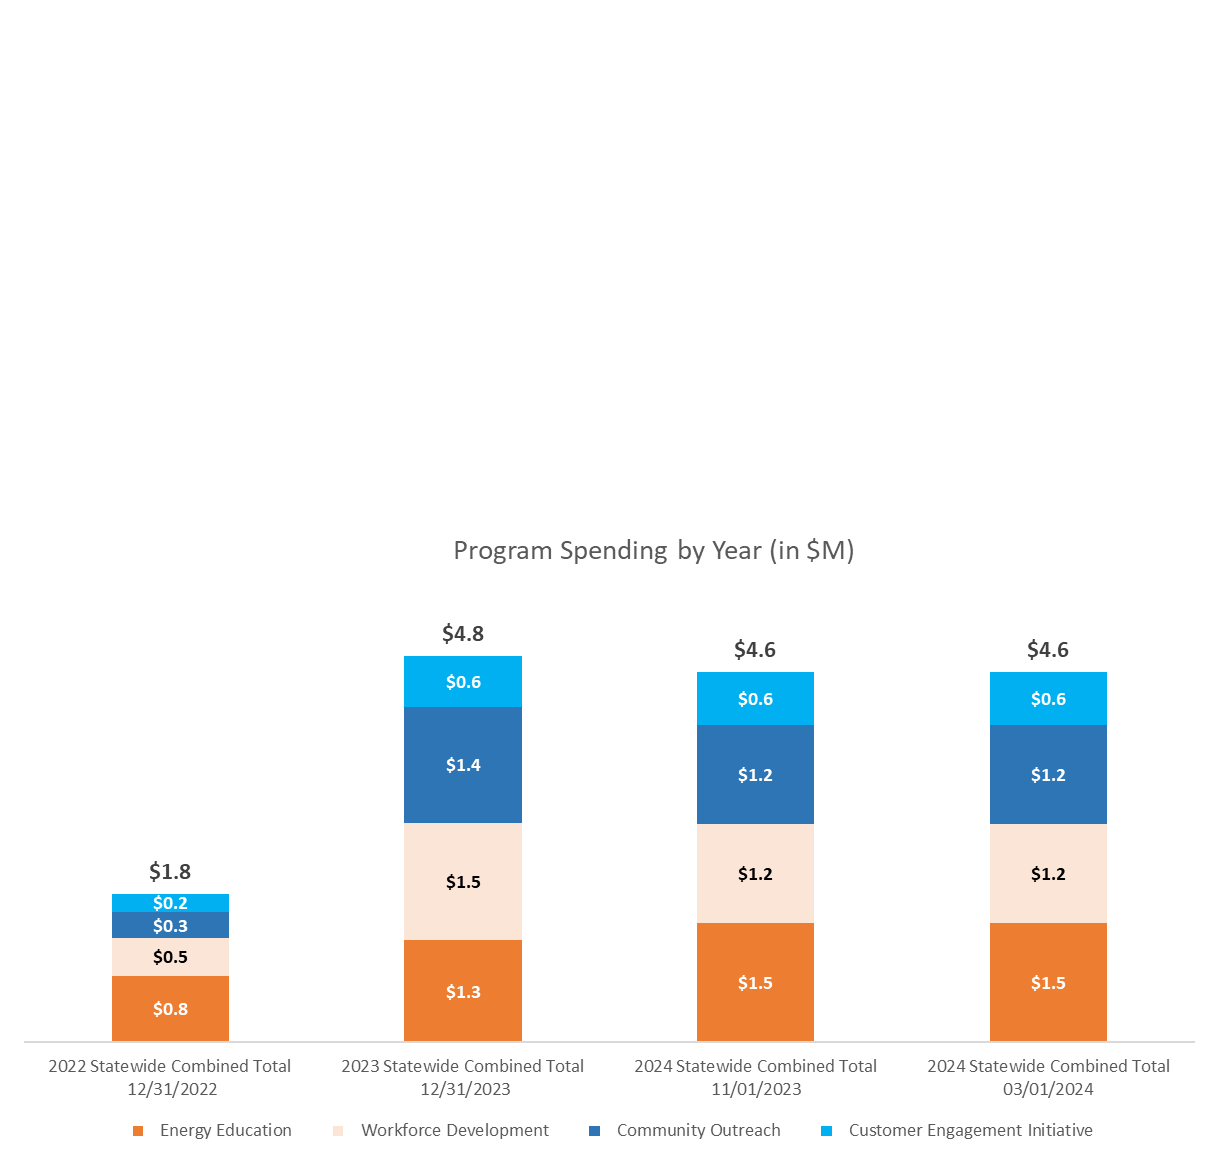 Program Spending by Year (in $M)
$1.8
$4.8
$4.6
$4.6
$0.2
$0.6
$0.6
$0.6
$0.3
$1.4
$1.2
$1.2
$0.5
$1.5
$1.2
$1.2
$0.8
$1.3
$1.5
$1.5
2022 Statewide Combined Total
12/31/2022
2023 Statewide Combined Total
12/31/2023
2024 Statewide Combined Total
11/01/2023
2024 Statewide Combined Total
03/01/2024
Energy Education
Workforce Development
Community Outreach
Customer Engagement Initiative